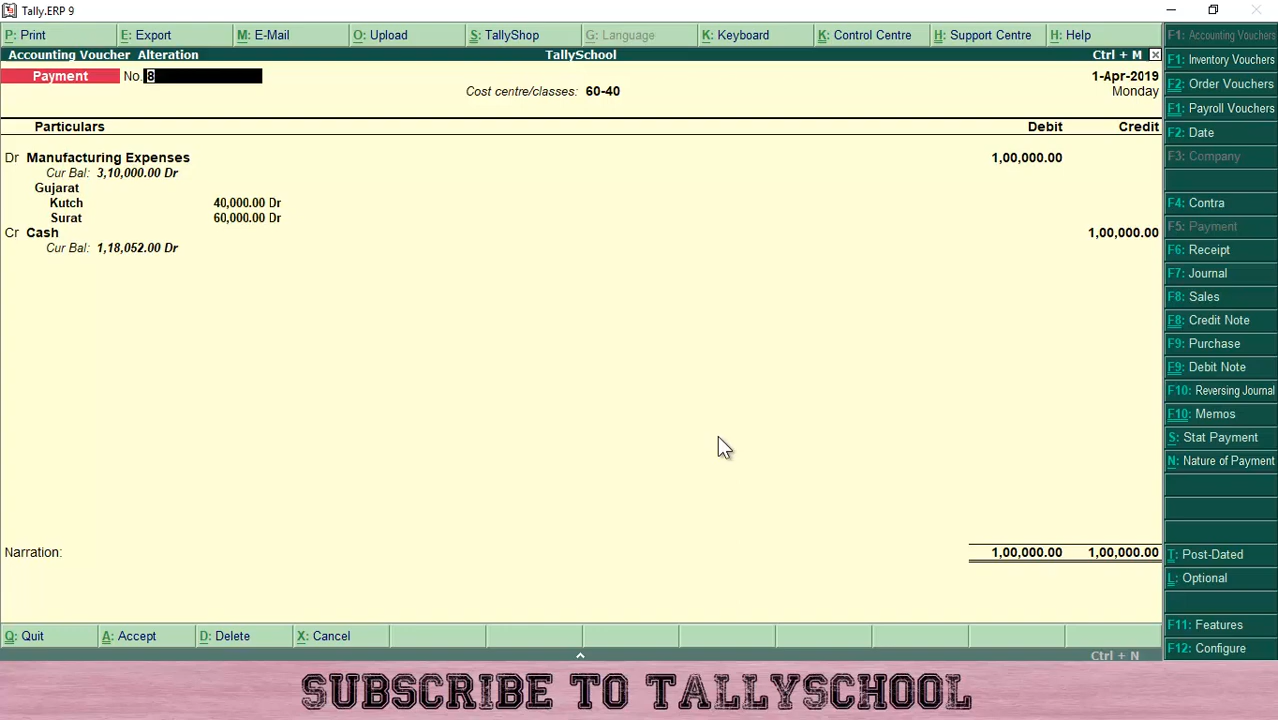 Tally.ERP 9
P: Print E: Export M: E-Mail O: Upload S: TallyShop G: Language K: Keyboard K: Control Centre H: Support Centre H: Help
Accounting Voucher Alteration TallySchool Ctrl + M
Payment No. 8 1-Apr-2019
Cost centre/classes: 60-40 Monday
Particulars Debit Credit
Dr Manufacturing Expenses 1,00,000.00
Cur Bal: 3,10,000.00 Dr
Gujarat
Kutch 40,000.00 Dr
Surat 60,000.00 Dr
Cr Cash 1,00,000.00
Cur Bal: 1,18,052.00 Dr
Narration: 1,00,000.00 1,00,000.00
F1: Accounting Vouchers
F1: Inventory Vouchers
F2: Order Vouchers
F1: Payroll Vouchers
F2: Date
F3: Company
F4: Contra
F5: Payment
F6: Receipt
F7: Journal
F8: Sales
F8: Credit Note
F9: Purchase
F9: Debit Note
F10: Reversing Journal
F10: Memos
S: Stat Payment
N: Nature of Payment
T: Post-Dated
L: Optional
F11: Features
F12: Configure
Q: Quit A: Accept D: Delete X: Cancel
Ctrl + N
SUBSCRIBE TO TALLYSCHOOL